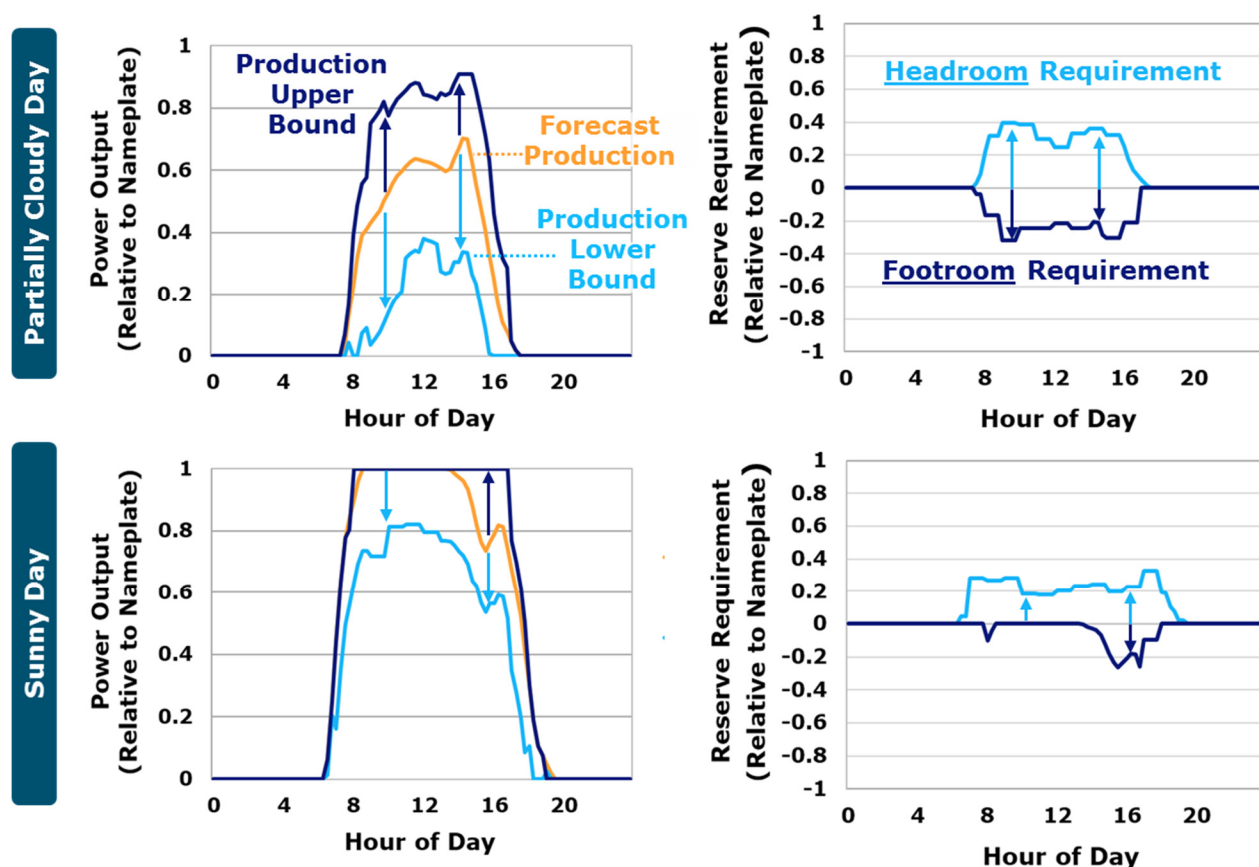 Partially Cloudy Day
Power Output
(Relative to Nameplate)
1
0.8
0.6
0.4
0.2
0
Production
Upper
Bound
Forecast
Production
Production
Lower
Bound
0 4 8 12 16 20
Hour of Day
Reserve Requirement
(Relative to Nameplate)
1
0.8
0.6
0.4
0.2
0
-0.2
-0.4
-0.6
-0.8
-1
Headroom Requirement
Footroom Requirement
0 4 8 12 16 20
Hour of Day
Sunny Day
Power Output
(Relative to Nameplate)
1
0.8
0.6
0.4
0.2
0
0 4 8 12 16 20
Hour of Day
Reserve Requirement
(Relative to Nameplate)
1
0.8
0.6
0.4
0.2
0
-0.2
-0.4
-0.6
-0.8
-1
0 4 8 12 16 20
Hour of Day